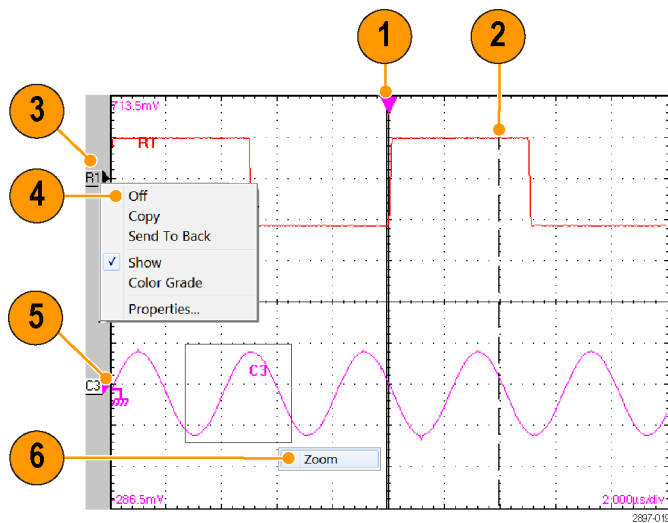 1
2
3
713.5mV
R1
R1
4
Off
Copy
Send To Back
✓ Show
Color Grade
Properties...
5
C3
C3
6
Zoom
-286.5mV
2.000µs/div
2897-019